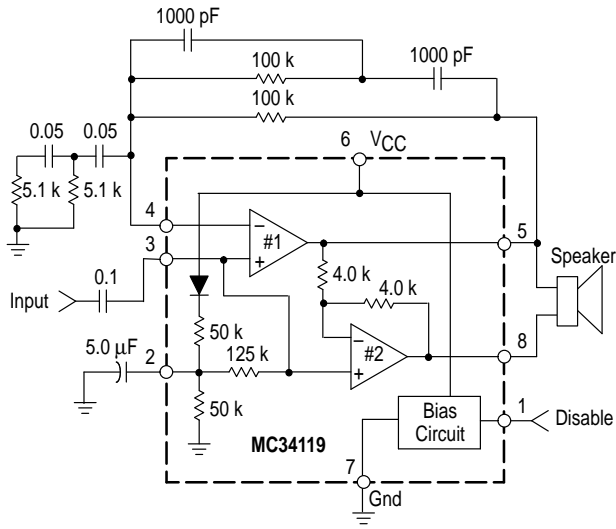 1000 pF
100 k
1000 pF
100 k
0.05
0.05
5.1 k
5.1 k
6
VCC
4
#1
5
3
Speaker
4.0 k
4.0 k
Input
0.1
50 k
#2
8
5.0 µF
2
125 k
50 k
Bias
Circuit
1
Disable
MC34119
7
Gnd